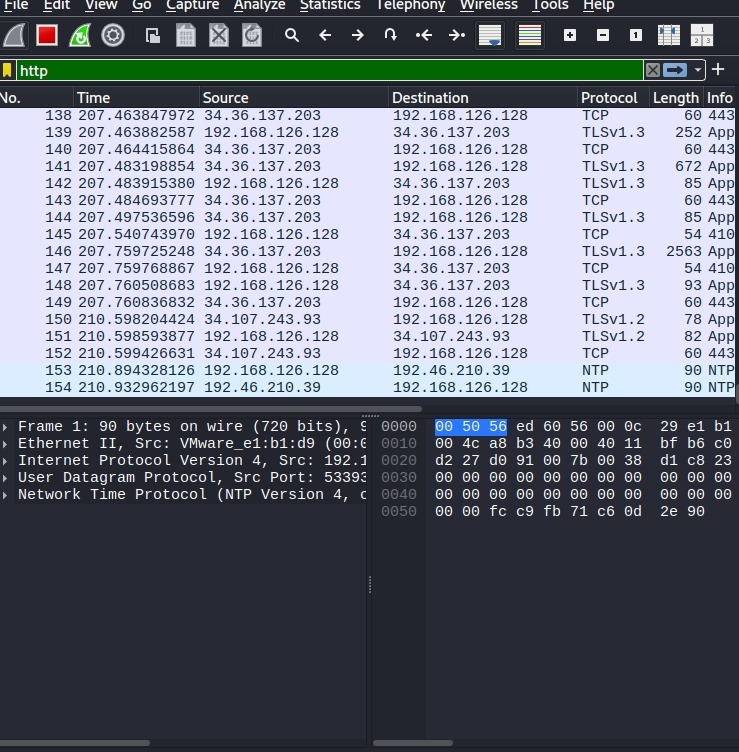 File Edit View Go Capture Analyze Statistics Telephony Wireless Tools Help
http
No. Time Source Destination Protocol Length Info
138 207.463847972 34.36.137.203 192.168.126.128 TCP 60 443
139 207.463882587 192.168.126.128 34.36.137.203 TLSv1.3 252 App
140 207.464415864 34.36.137.203 192.168.126.128 TCP 60 443
141 207.483198854 34.36.137.203 192.168.126.128 TLSv1.3 672 App
142 207.483915380 192.168.126.128 34.36.137.203 TLSv1.3 85 App
143 207.484693777 34.36.137.203 192.168.126.128 TCP 60 443
144 207.497536596 34.36.137.203 192.168.126.128 TLSv1.3 85 App
145 207.540743970 192.168.126.128 34.36.137.203 TCP 54 410
146 207.759725248 34.36.137.203 192.168.126.128 TLSv1.3 2563 App
147 207.759768867 192.168.126.128 34.36.137.203 TCP 54 410
148 207.760508683 192.168.126.128 34.36.137.203 TLSv1.3 93 App
149 207.760836832 34.36.137.203 192.168.126.128 TCP 60 443
150 210.598204424 34.107.243.93 192.168.126.128 TLSv1.2 78 App
151 210.598593877 192.168.126.128 34.107.243.93 TLSv1.2 82 App
152 210.599426631 34.107.243.93 192.168.126.128 TCP 60 443
153 210.894328126 192.168.126.128 192.46.210.39 NTP 90 NTP
154 210.932962197 192.46.210.39 192.168.126.128 NTP 90 NTP
Frame 1: 90 bytes on wire (720 bits), 9
Ethernet II, Src: VMware_e1:b1:d9 (00:0
Internet Protocol Version 4, Src: 192.1
User Datagram Protocol, Src Port: 53393
Network Time Protocol (NTP Version 4, c
0000 00 50 56 ed 60 56 00 0c 29 e1 b1
0010 00 4c a8 b3 40 00 40 11 bf b6 c0
0020 d2 27 d0 91 00 7b 00 38 d1 c8 23
0030 00 00 00 00 00 00 00 00 00 00 00
0040 00 00 00 00 00 00 00 00 00 00 00
0050 00 00 fc c9 fb 71 c6 0d 2e 90